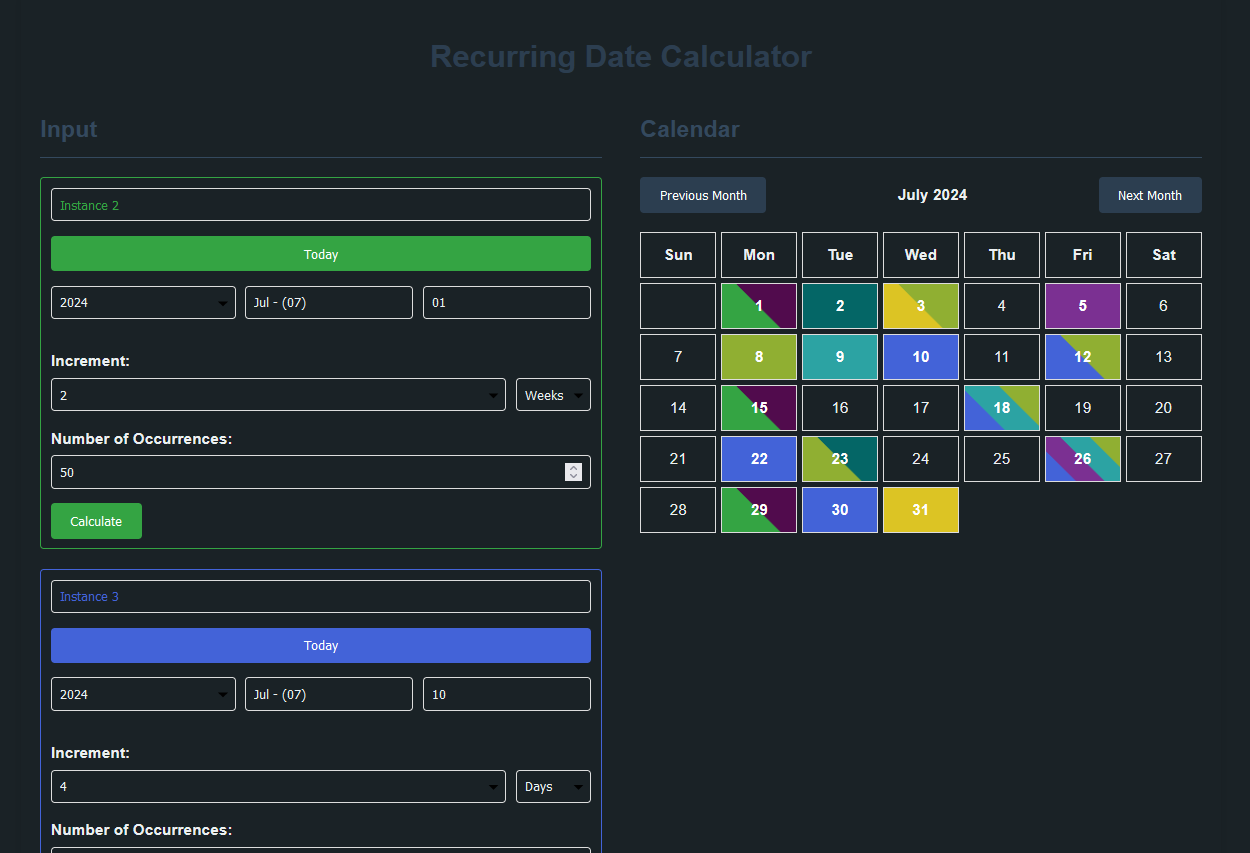 Recurring Date Calculator
Input
Instance 2
Today
2024 Jul - (07) 01
Increment:
2 Weeks
Number of Occurrences:
50
Calculate
Instance 3
Today
2024 Jul - (07) 10
Increment:
4 Days
Number of Occurrences:
Calendar
Previous Month July 2024 Next Month
Sun Mon Tue Wed Thu Fri Sat
1 2 3 4 5 6
7 8 9 10 11 12 13
14 15 16 17 18 19 20
21 22 23 24 25 26 27
28 29 30 31